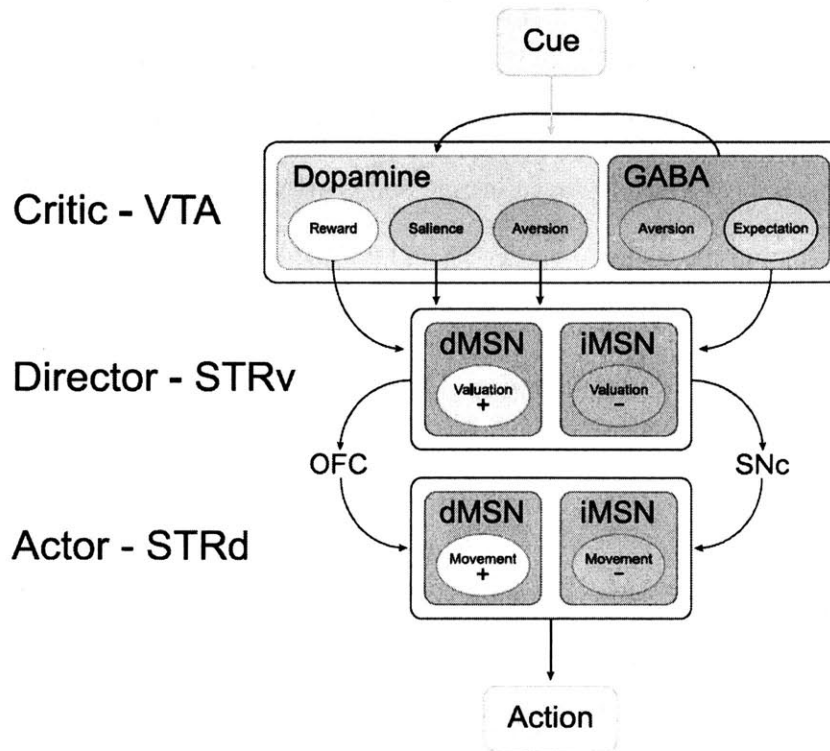 Cue
Critic - VTA
Dopamine
GABA
Reward
Salience
Aversion
Aversion
Expectation
Director - STRv
dMSN
iMSN
Valuation
+
Valuation
−
OFC
SNc
Actor - STRd
dMSN
iMSN
Movement
+
Movement
−
Action